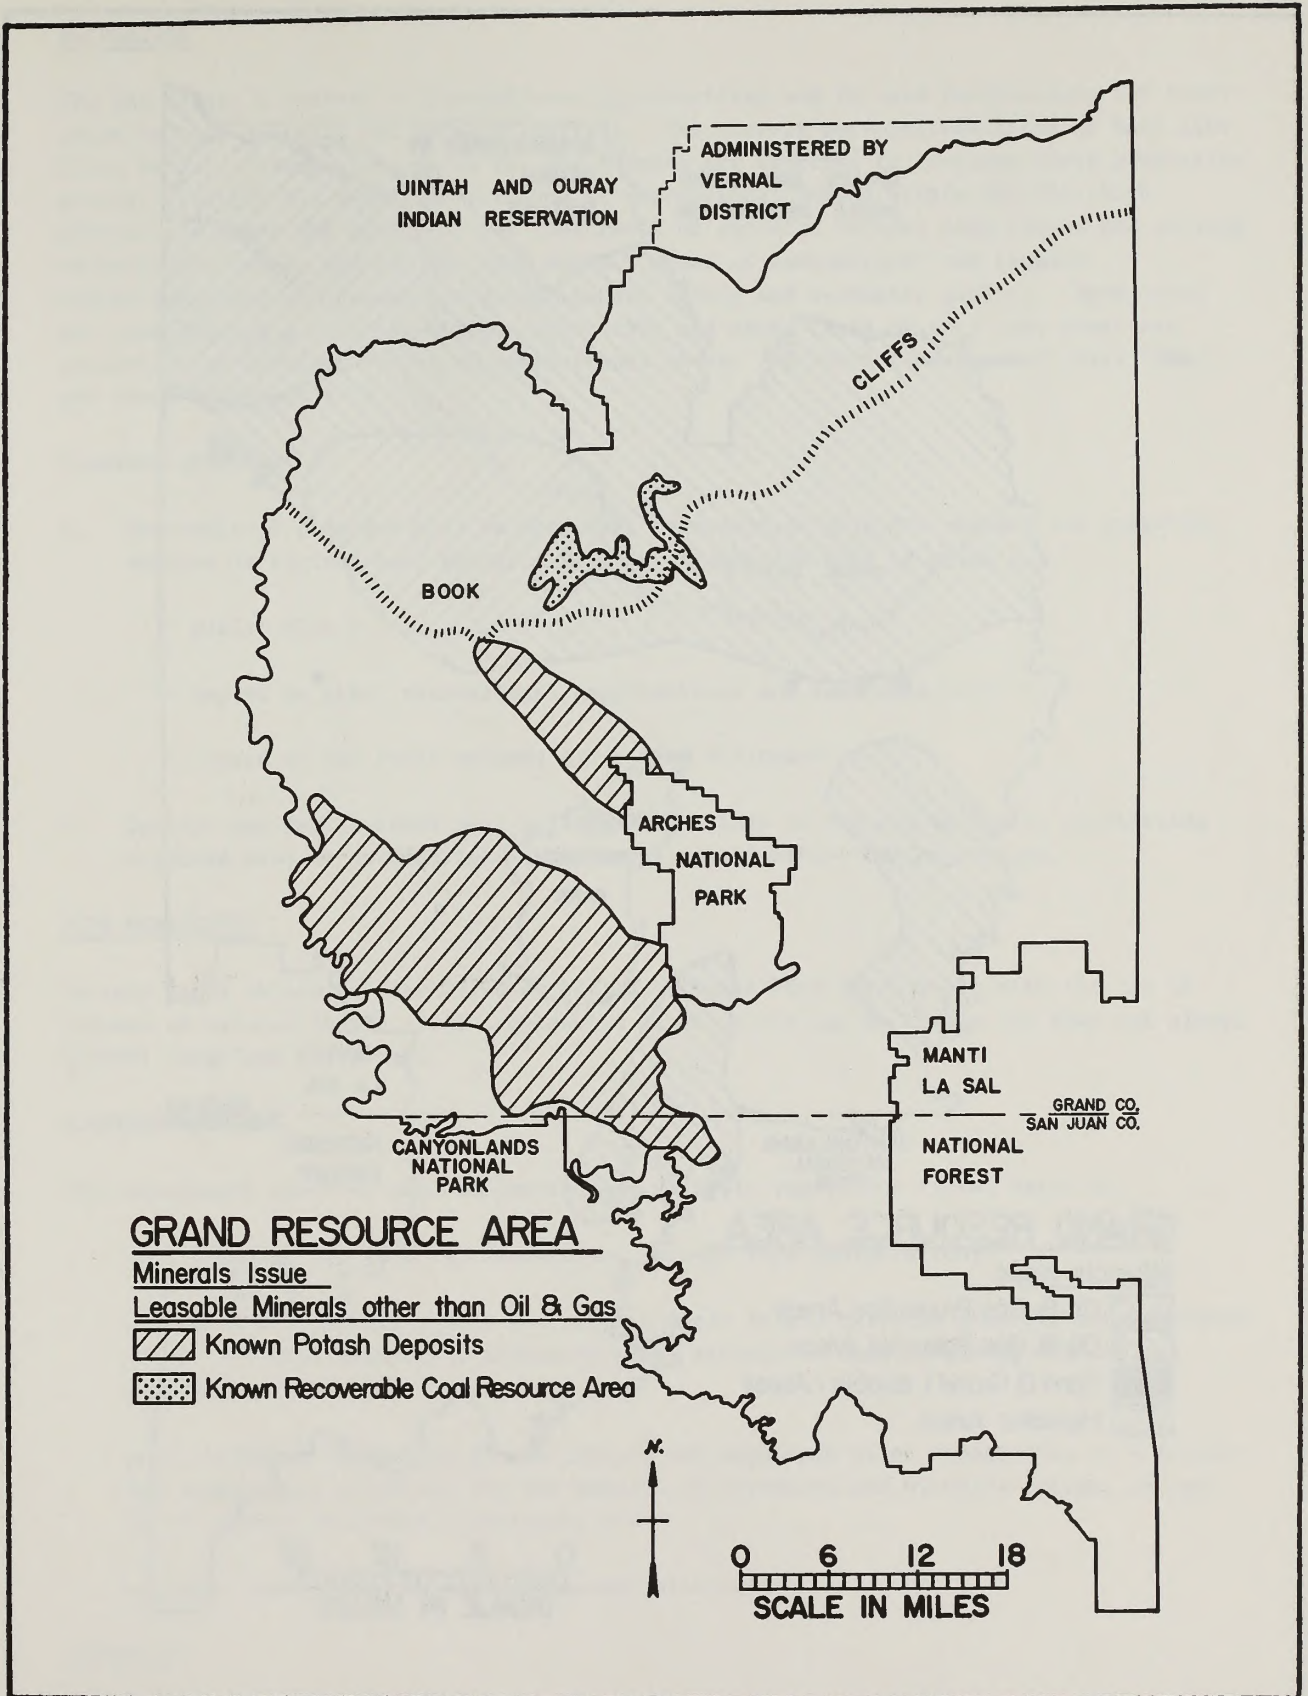 ADMINISTERED BY
VERNAL
DISTRICT
UINTAH AND OURAY
INDIAN RESERVATION
CLIFFS
BOOK
ARCHES
NATIONAL
PARK
MANTI
LA SAL
GRAND CO.
SAN JUAN CO.
NATIONAL
FOREST
CANYONLANDS
NATIONAL
PARK
GRAND RESOURCE AREA
Minerals Issue
Leasable Minerals other than Oil & Gas
Known Potash Deposits
Known Recoverable Coal Resource Area
N.
0 6 12 18
SCALE IN MILES